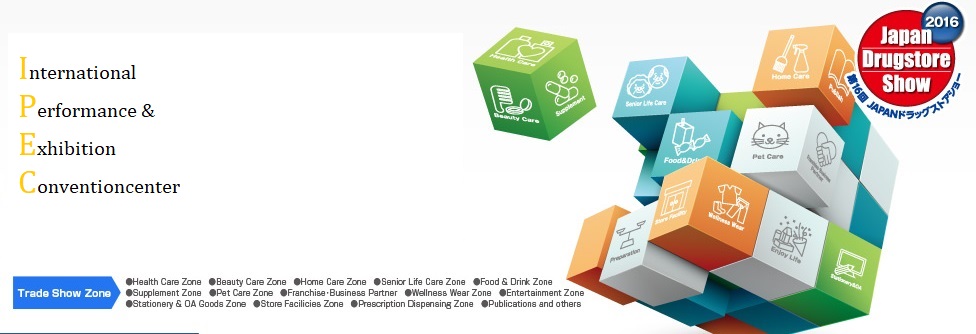 International
Performance &
Exhibition
Conventioncenter
Health Care
Beauty Care
Supplement
Senior Life Care
Home Care
Publish
Food&Drink
Pet Care
Store Facility
Wellness Wear
Preparation
Enjoy Life
Stationery&OA
2016
Japan
Drugstore
Show
第16回 JAPANドラッグストアショー
Trade Show Zone
●Health Care Zone ●Beauty Care Zone ●Home Care Zone ●Senior Life Care Zone ●Food & Drink Zone
●Supplement Zone ●Pet Care Zone ●Franchise·Business Partner ●Wellness Wear Zone ●Entertainment Zone
●Stationery & OA Goods Zone ●Store Facilicies Zone ●Prescription Dispensing Zone ●Publications and others